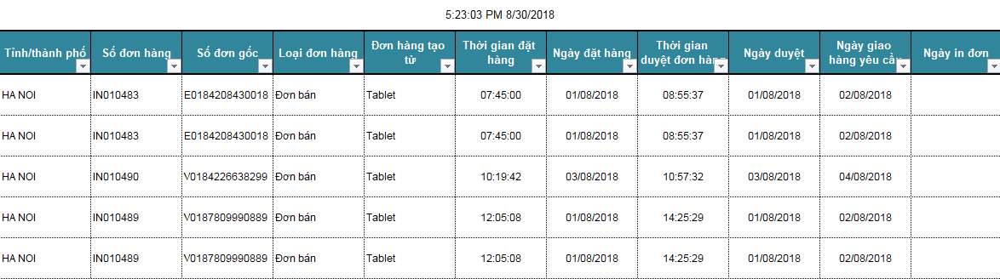 5:23:03 PM 8/30/2018
Tỉnh/thành phố Số đơn hàng Số đơn gốc Loại đơn hàng Đơn hàng tạo từ Thời gian đặt hàng Ngày đặt hàng Thời gian duyệt đơn hàng Ngày duyệt Ngày giao hàng yêu cầu Ngày in đơn
HA NOI IN010483 E0184208430018 Đơn bán Tablet 07:45:00 01/08/2018 08:55:37 01/08/2018 02/08/2018
HA NOI IN010483 E0184208430018 Đơn bán Tablet 07:45:00 01/08/2018 08:55:37 01/08/2018 02/08/2018
HA NOI IN010490 V0184226638299 Đơn bán Tablet 10:19:42 03/08/2018 10:57:32 03/08/2018 04/08/2018
HA NOI IN010489 V0187809990889 Đơn bán Tablet 12:05:08 01/08/2018 14:25:29 01/08/2018 02/08/2018
HA NOI IN010489 V0187809990889 Đơn bán Tablet 12:05:08 01/08/2018 14:25:29 01/08/2018 02/08/2018